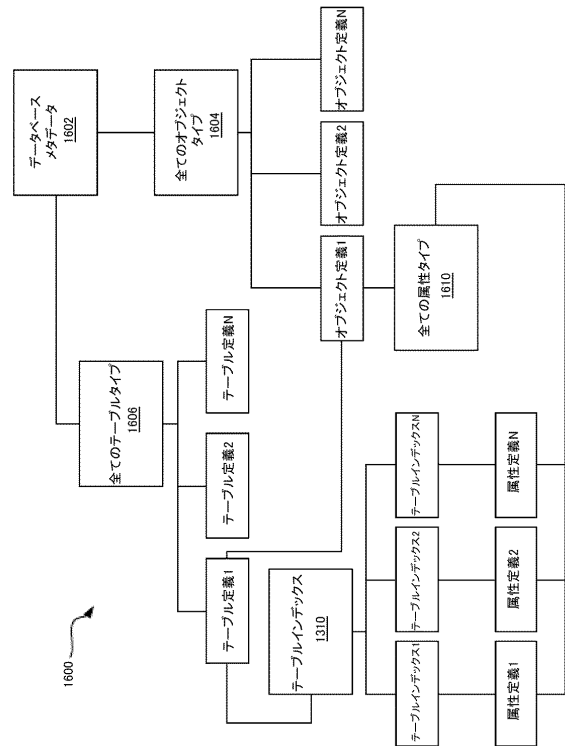 1600
データベース
メタデータ
1602
全てのオブジェクト
タイプ
1604
オブジェクト定義1
オブジェクト定義2
オブジェクト定義N
全ての属性タイプ
1610
全てのテーブルタイプ
1606
テーブル定義1
テーブル定義2
テーブル定義N
テーブルインデックス
1310
テーブルインデックス1
テーブルインデックス2
テーブルインデックスN
属性定義1
属性定義2
属性定義N